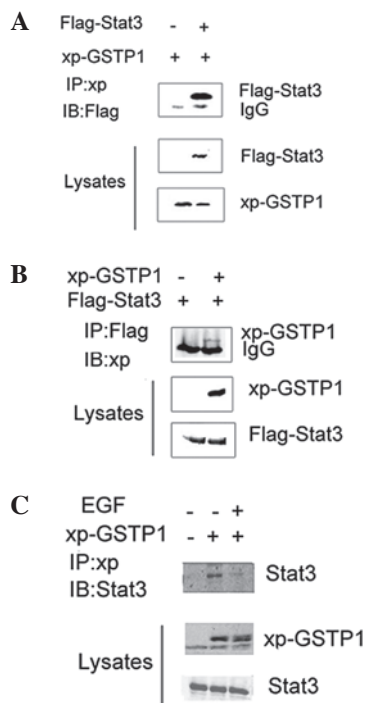 A
Flag-Stat3 - +
xp-GSTP1 + +
IP:xp
IB:Flag
Flag-Stat3
IgG
Flag-Stat3
Lysates
xp-GSTP1
B
xp-GSTP1 - +
Flag-Stat3 + +
IP:Flag
IB:xp
xp-GSTP1
IgG
xp-GSTP1
Lysates
Flag-Stat3
C
EGF - - +
xp-GSTP1 - + +
IP:xp
IB:Stat3
Stat3
xp-GSTP1
Lysates
Stat3